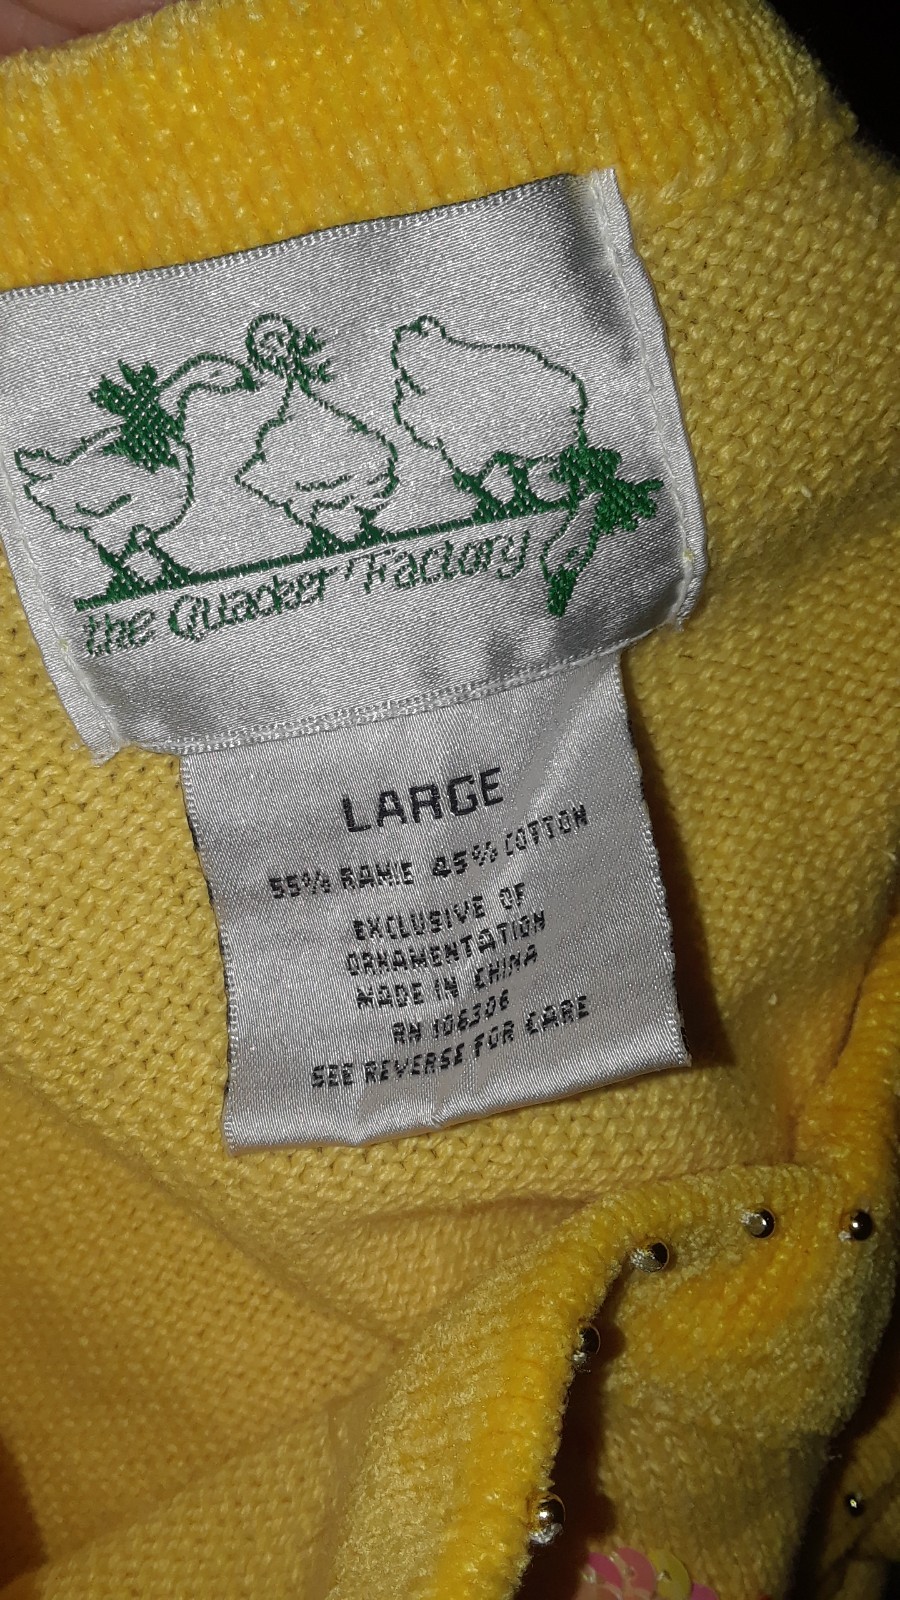 the Quacker Factory
LARGE
55% RAMIE 45% COTTON
EXCLUSIVE OF
ORNAMENTATION
MADE IN CHINA
RN 106306
SEE REVERSE FOR CARE